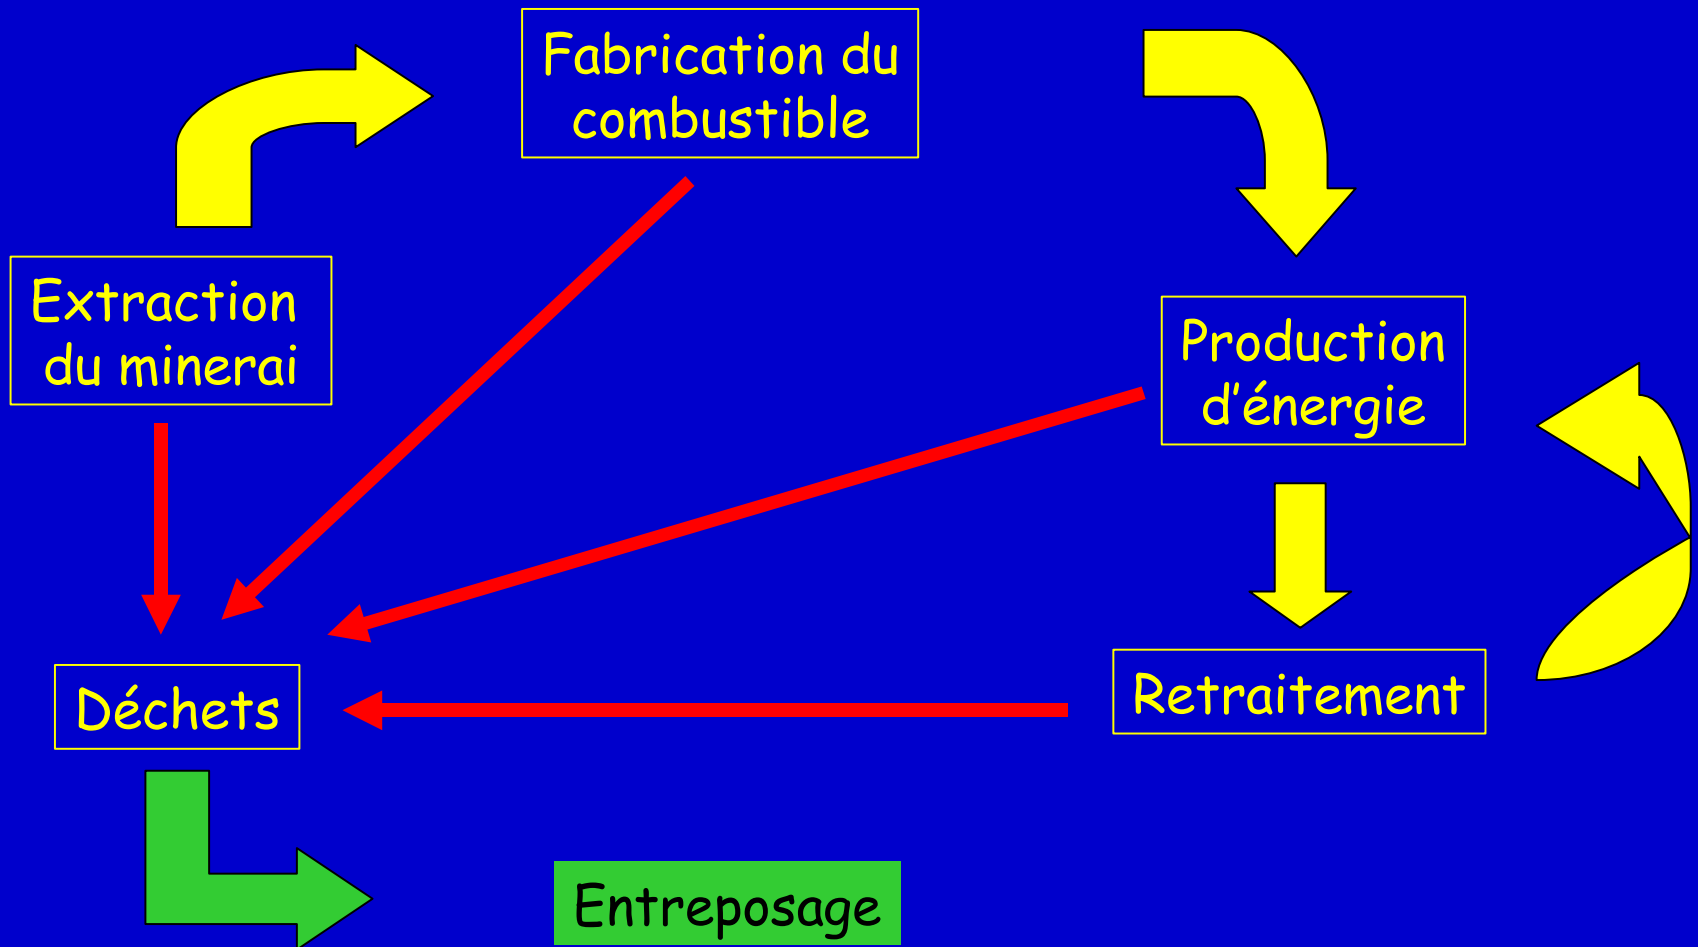 Fabrication du
combustible
Extraction
du minerai
Production
d'énergie
Retraitement
Déchets
Entreposage